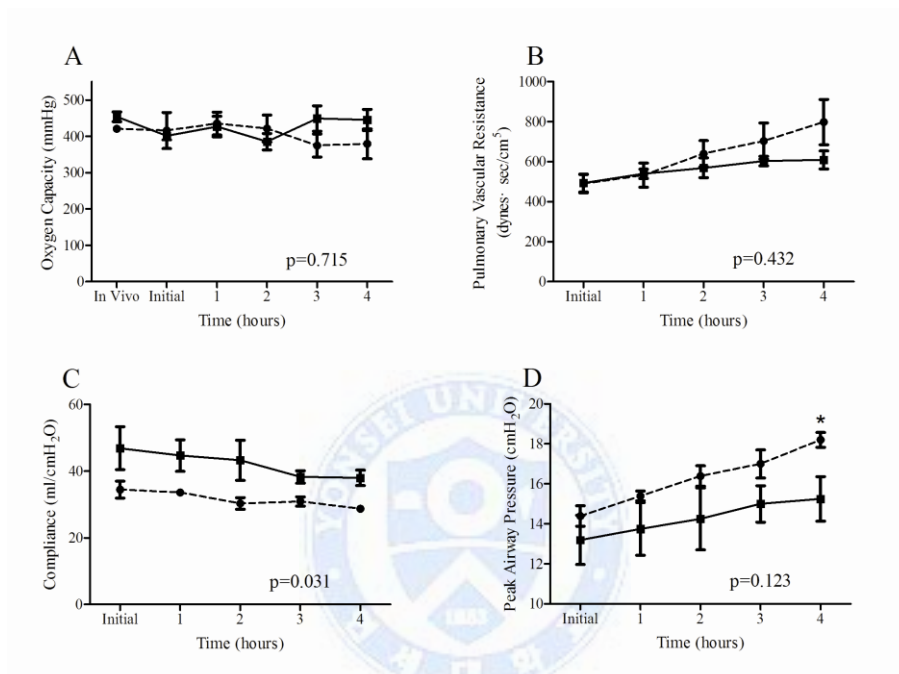 A
Oxygen Capacity (mmHg)
500
400
300
200
100
0
p=0.715
In Vivo Initial 1 2 3 4
Time (hours)
B
Pulmonary Vascular Resistance
(dynes· sec/cm⁵)
1000
800
600
400
200
0
p=0.432
Initial 1 2 3 4
Time (hours)
C
Compliance (ml/cmH₂O)
60
40
20
0
p=0.031
Initial 1 2 3 4
Time (hours)
D
Peak Airway Pressure (cmH₂O)
20
18
16
14
12
10
*
p=0.123
Initial 1 2 3 4
Time (hours)
YONSEI UNIVERSITY
1885